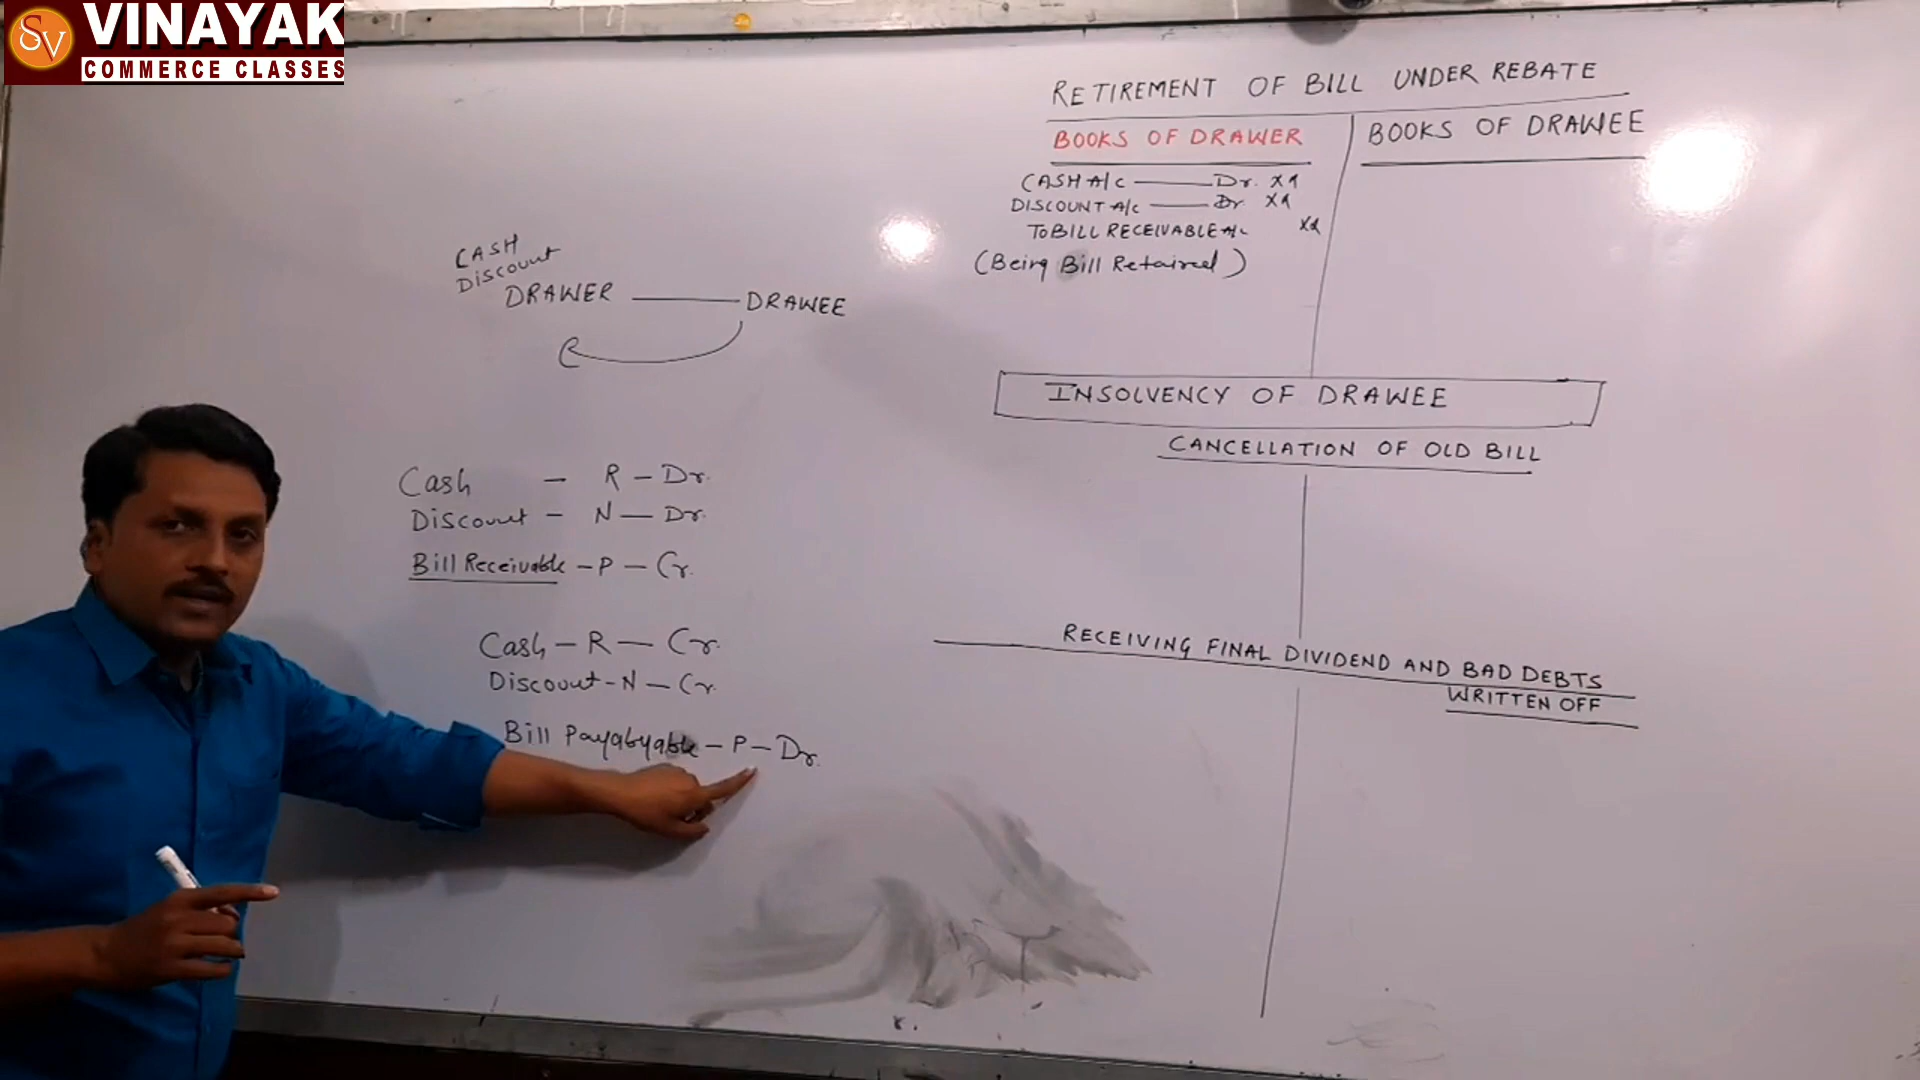 SV
VINAYAK
COMMERCE CLASSES
CASH
Discount
DRAWER — DRAWEE
Cash - R - Dr.
Discount - N - Dr.
Bill Receivable - P - Cr.
Cash - R - Cr.
Discount - N - Cr.
Bill Payabyable - P - Dr.
RETIREMENT OF BILL UNDER REBATE
BOOKS OF DRAWER
BOOKS OF DRAWEE
CASH A/c — Dr. XX
DISCOUNT A/c — Dr XX
To BILL RECEIVABLE A/c XX
(Being Bill Retaired)
INSOLVENCY OF DRAWEE
CANCELLATION OF OLD BILL
RECEIVING FINAL DIVIDEND AND BAD DEBTS
WRITTEN OFF